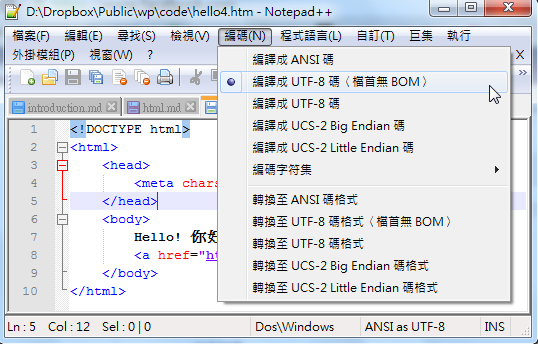 D:\Dropbox\Public\wp\code\hello4.htm - Notepad++
檔案(F) 編輯(E) 尋找(S) 檢視(V) 編碼(N) 程式語言(L) 自訂(T) 巨集 執行
外掛模組(P) 視窗(W) ? X
introduction.md html.md
編譯成 ANSI 碼
編譯成 UTF-8 碼（檔首無 BOM）
編譯成 UTF-8 碼
編譯成 UCS-2 Big Endian 碼
編譯成 UCS-2 Little Endian 碼
編碼字符集
轉換至 ANSI 碼格式
轉換至 UTF-8 碼格式（檔首無 BOM）
轉換至 UTF-8 碼格式
轉換至 UCS-2 Big Endian 碼格式
轉換至 UCS-2 Little Endian 碼格式
1 <!DOCTYPE html>
2 <html>
3 <head>
4 <meta chars
5 </head>
6 <body>
7 Hello! 你好
8 <a href="ht
9 </body>
10 </html>
Ln : 5 Col : 12 Sel : 0 | 0 Dos\Windows ANSI as UTF-8 INS